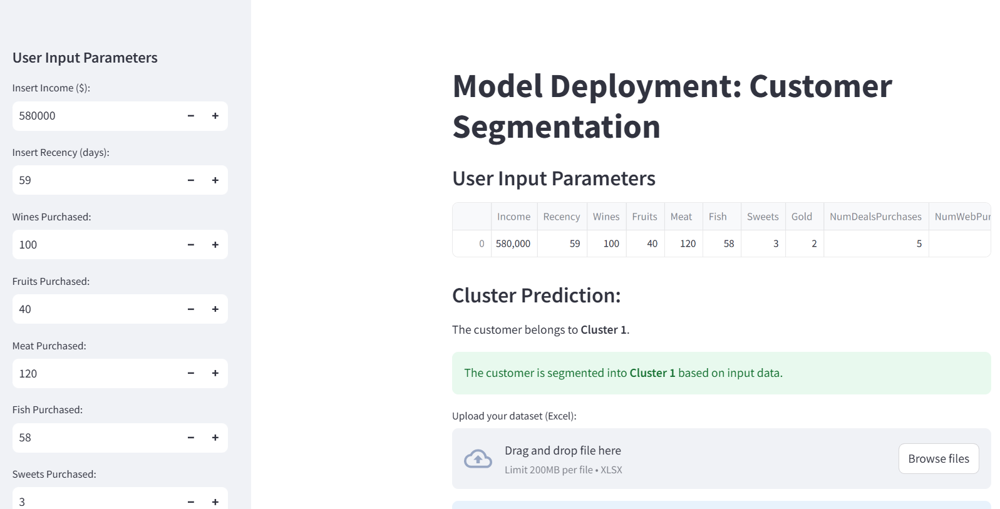 User Input Parameters
Insert Income ($):
580000
Insert Recency (days):
59
Wines Purchased:
100
Fruits Purchased:
40
Meat Purchased:
120
Fish Purchased:
58
Sweets Purchased:
3
Model Deployment: Customer
Segmentation
User Input Parameters
Income Recency Wines Fruits Meat Fish Sweets Gold NumDealsPurchases NumWebPur
0 580,000 59 100 40 120 58 3 2 5
Cluster Prediction:
The customer belongs to Cluster 1.
The customer is segmented into Cluster 1 based on input data.
Upload your dataset (Excel):
Drag and drop file here
Limit 200MB per file • XLSX
Browse files